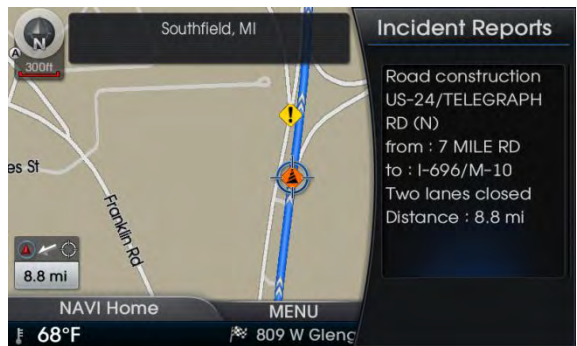 Southfield, MI
N
A
300ft
es St
Franklin Rd
8.8 mi
NAVI Home
MENU
68°F
809 W Gleng
Incident Reports
Road construction
US-24/TELEGRAPH
RD (N)
from : 7 MILE RD
to : I-696/M-10
Two lanes closed
Distance : 8.8 mi